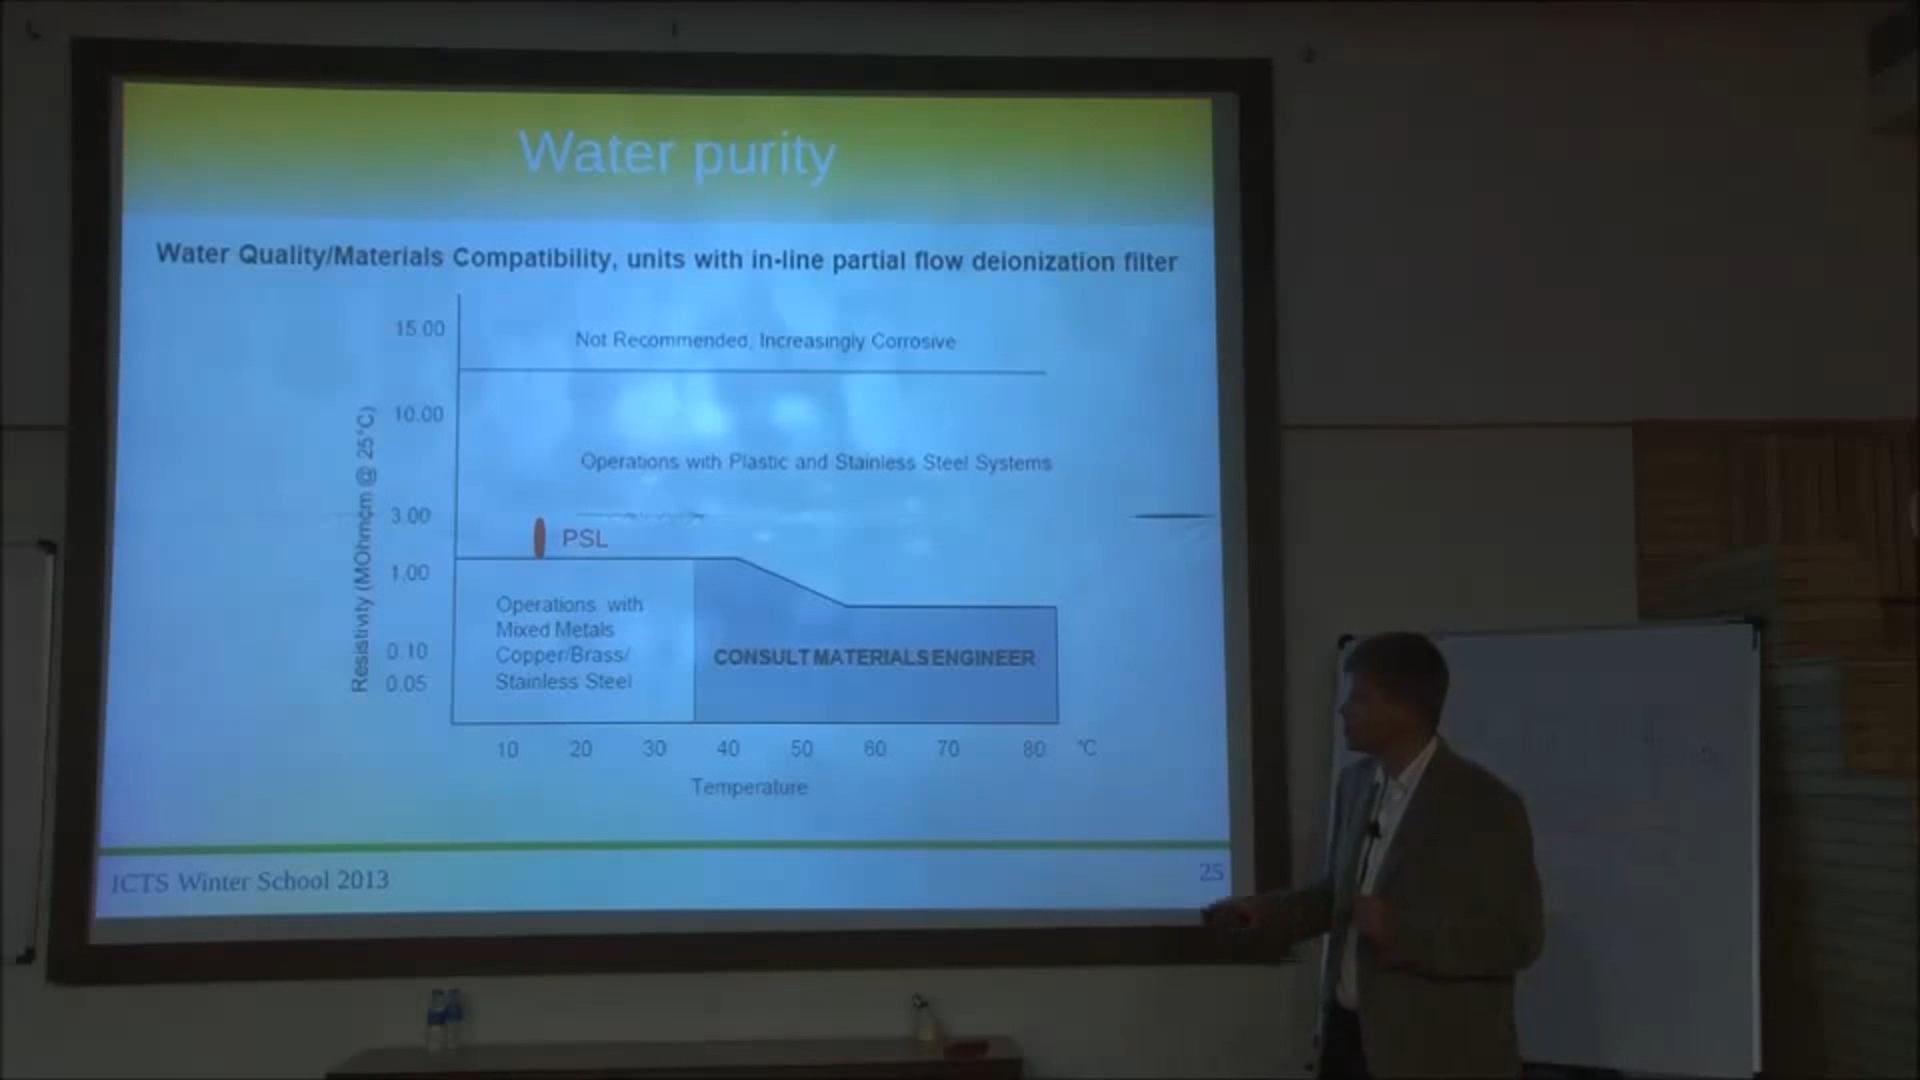 Water purity
Water Quality/Materials Compatibility, units with in-line partial flow deionization filter
15.00
Not Recommended, Increasingly Corrosive
10.00
Operations with Plastic and Stainless Steel Systems
3.00
PSL
1.00
Operations with
Mixed Metals
Copper/Brass/
Stainless Steel
0.10
0.05
CONSULT MATERIALS ENGINEER
Resistivity (MOhmcm @ 25°C)
10 20 30 40 50 60 70 80 °C
Temperature
ICTS Winter School 2013
25